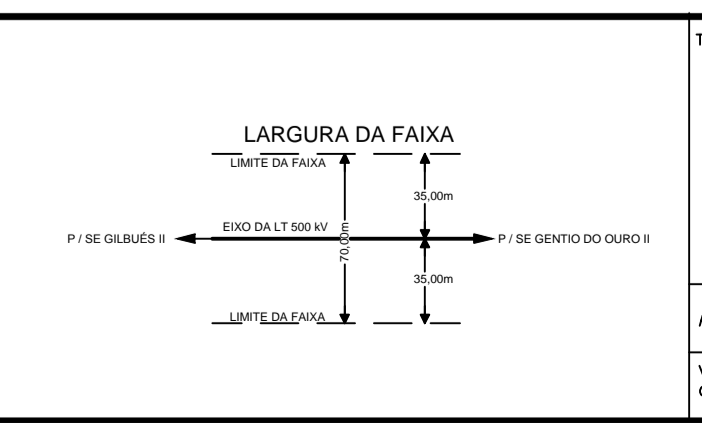 LARGURA DA FAIXA
LIMITE DA FAIXA
35,00m
EIXO DA LT 500 kV
70,00m
P / SE GILBUÉS II
P / SE GENTIO DO OURO II
35,00m
LIMITE DA FAIXA